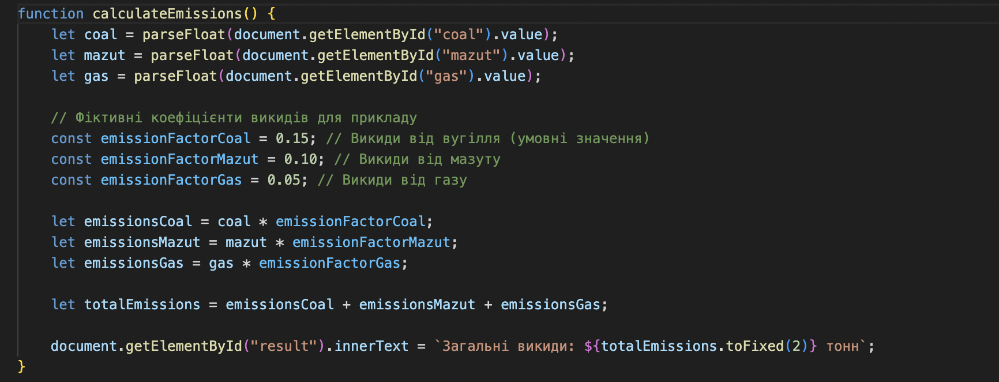 function calculateEmissions() {
    let coal = parseFloat(document.getElementById("coal").value);
    let mazut = parseFloat(document.getElementById("mazut").value);
    let gas = parseFloat(document.getElementById("gas").value);

    // Фіктивні коефіцієнти викидів для прикладу
    const emissionFactorCoal = 0.15; // Викиди від вугілля (умовні значення)
    const emissionFactorMazut = 0.10; // Викиди від мазуту
    const emissionFactorGas = 0.05; // Викиди від газу

    let emissionsCoal = coal * emissionFactorCoal;
    let emissionsMazut = mazut * emissionFactorMazut;
    let emissionsGas = gas * emissionFactorGas;

    let totalEmissions = emissionsCoal + emissionsMazut + emissionsGas;

    document.getElementById("result").innerText = `Загальні викиди: ${totalEmissions.toFixed(2)} тонн`;
}